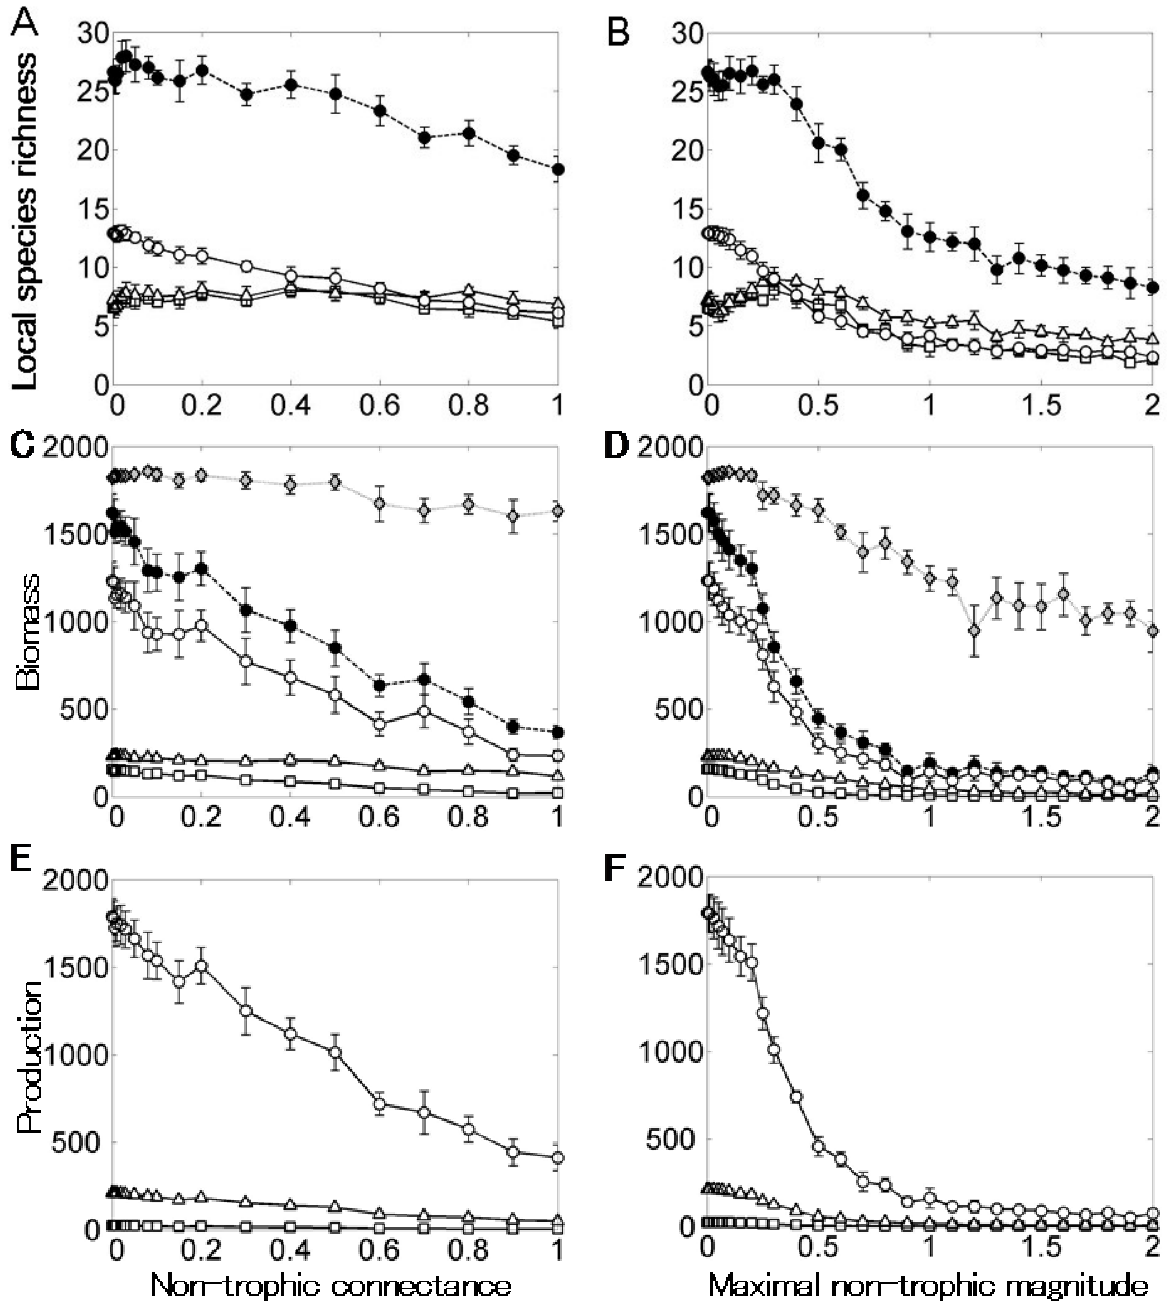 A
B
Local species richness
30
25
20
15
10
5
0
0 0.2 0.4 0.6 0.8 1
30
25
20
15
10
5
0
0 0.5 1 1.5 2
C
D
Biomass
2000
1500
1000
500
0
0 0.2 0.4 0.6 0.8 1
2000
1500
1000
500
0
0 0.5 1 1.5 2
E
F
Production
2000
1500
1000
500
0
0 0.2 0.4 0.6 0.8 1
Non-trophic connectance
2000
1500
1000
500
0
0 0.5 1 1.5 2
Maximal non-trophic magnitude